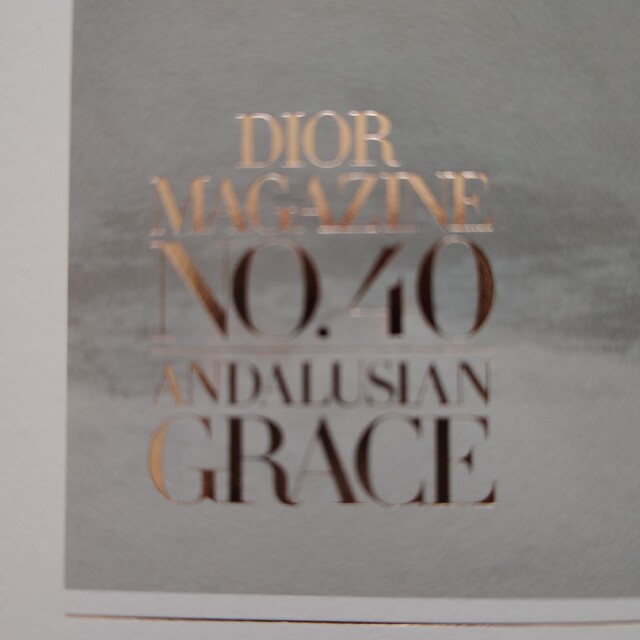 DIOR
MAGAZINE
NO.40
ANDALUSIAN
GRACE